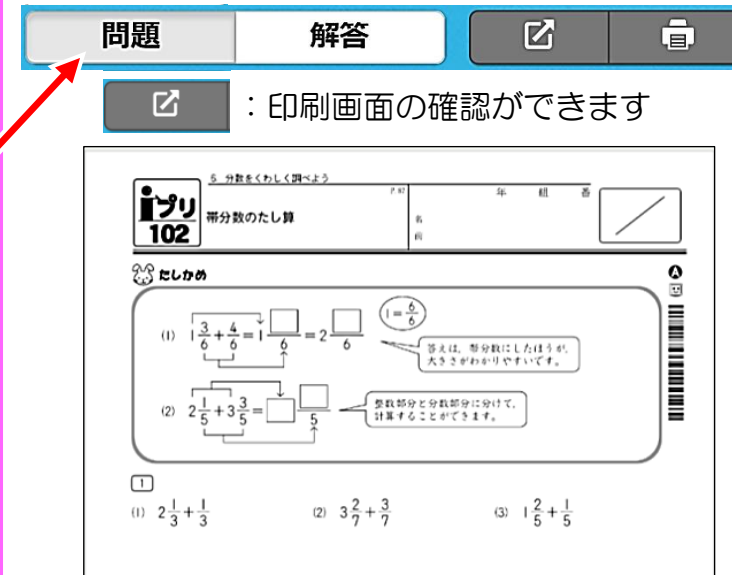 問題 解答
：印刷画面の確認ができます
5 分数をくわしく調べよう
iプリ 102 帯分数のたし算 P.62 年 組 番
名前
たしかめ A
(1) 1 3/6 + 4/6 = 1 □/6 = 2 □/6 1 = 6/6
答えは、帯分数にしたほうが、
大きさがわかりやすいです。
(2) 2 1/5 + 3 3/5 = □ □/5
整数部分と分数部分に分けて、
計算することができます。
1
(1) 2 1/3 + 1/3 (2) 3 2/7 + 3/7 (3) 1 2/5 + 1/5